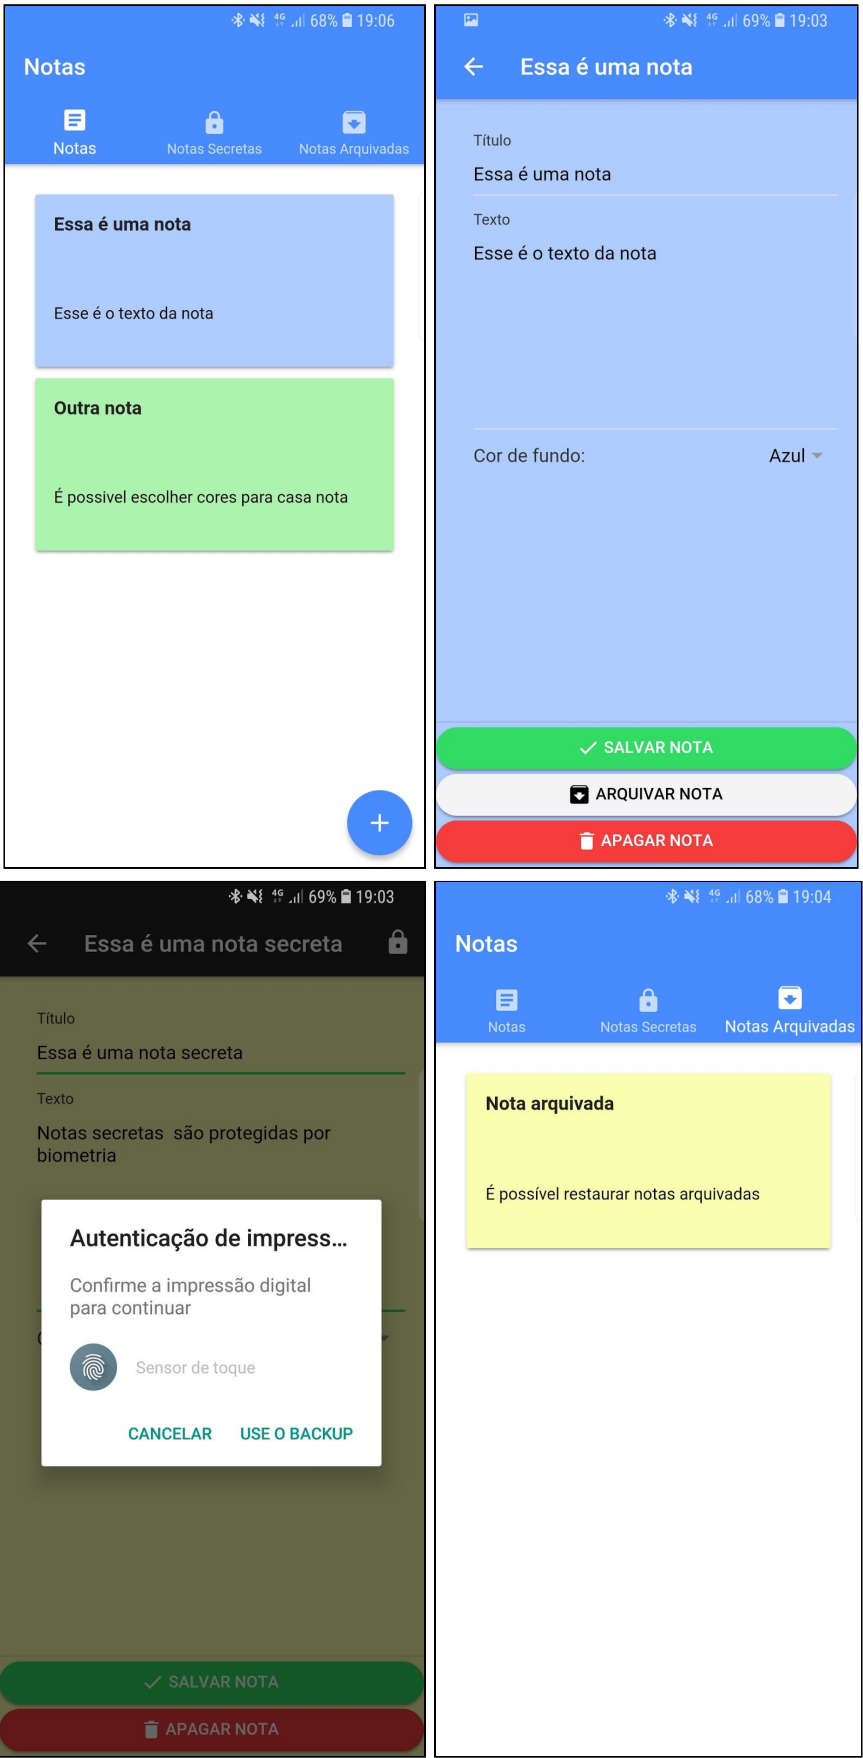 4G 68% 19:06
Notas
Notas Notas Secretas Notas Arquivadas
Essa é uma nota
Esse é o texto da nota
Outra nota
É possivel escolher cores para casa nota
+
4G 69% 19:03
Essa é uma nota
Título
Essa é uma nota
Texto
Esse é o texto da nota
Cor de fundo: Azul
SALVAR NOTA
ARQUIVAR NOTA
APAGAR NOTA
4G 69% 19:03
Essa é uma nota secreta
Título
Essa é uma nota secreta
Texto
Notas secretas são protegidas por
biometria
Autenticação de impress...
Confirme a impressão digital
para continuar
Sensor de toque
CANCELAR USE O BACKUP
SALVAR NOTA
APAGAR NOTA
4G 68% 19:04
Notas
Notas Notas Secretas Notas Arquivadas
Nota arquivada
É possível restaurar notas arquivadas